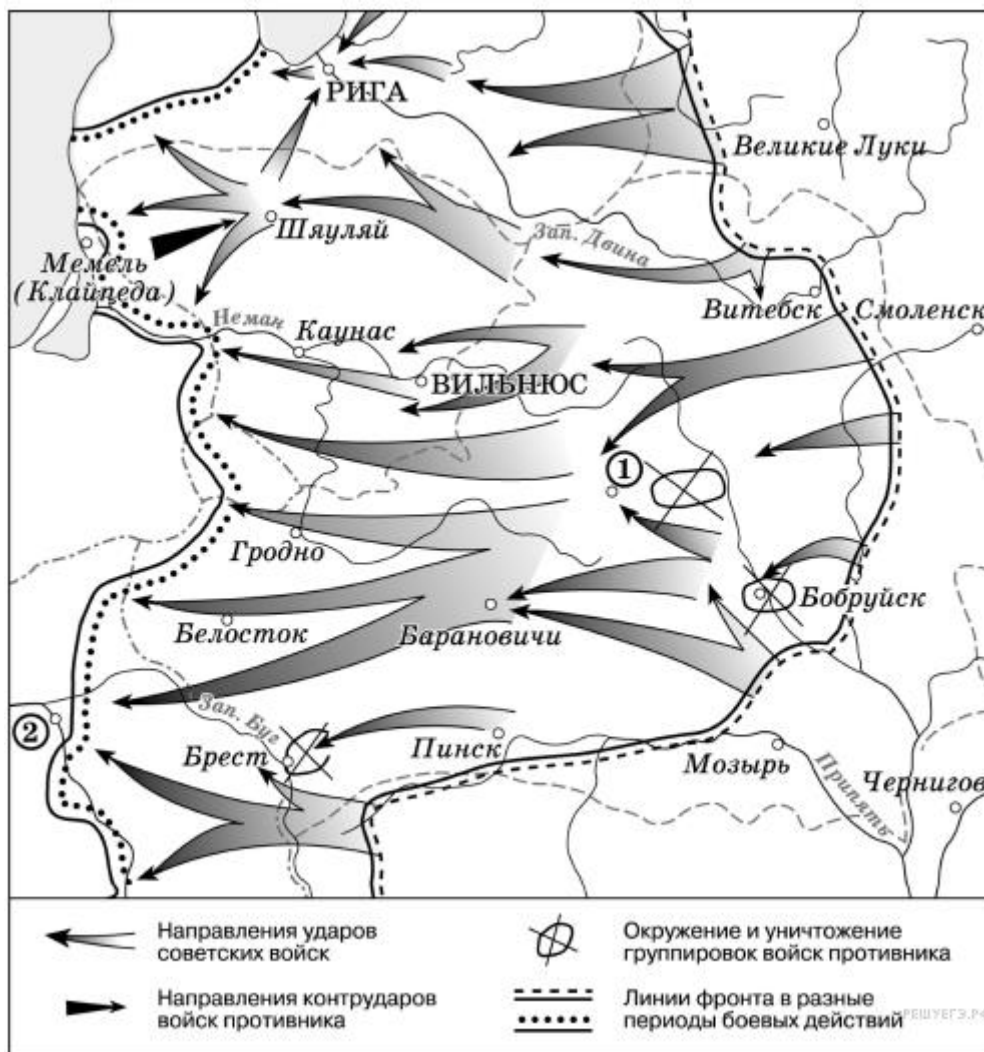 РИГА
Великие Луки
Шяуляй
Зап. Двина
Мемель
(Клайпеда)
Витебск
Смоленск
Неман
Каунас
ВИЛЬНЮС
1
Гродно
Бобруйск
Белосток
Барановичи
2
Зап. Буг
Брест
Пинск
Мозырь
Припять
Чернигов
Направления ударов
советских войск
Окружение и уничтожение
группировок войск противника
Направления контрударов
войск противника
Линии фронта в разные
периоды боевых действий
РЕШУЕГЭ.РФ